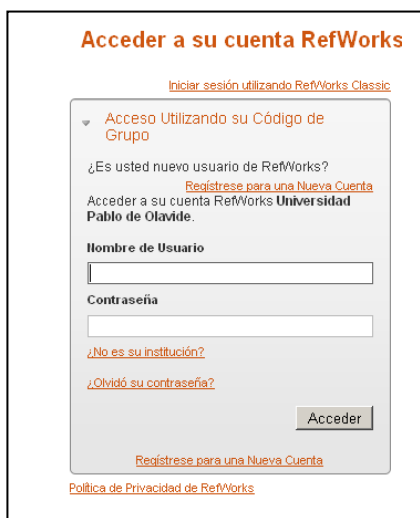 Acceder a su cuenta RefWorks
Iniciar sesión utilizando RefWorks Classic
Acceso Utilizando su Código de
Grupo
¿Es usted nuevo usuario de RefWorks?
Regístrese para una Nueva Cuenta
Acceder a su cuenta RefWorks Universidad
Pablo de Olavide.
Nombre de Usuario
Contraseña
¿No es su institución?
¿Olvidó su contraseña?
Acceder
Regístrese para una Nueva Cuenta
Política de Privacidad de RefWorks